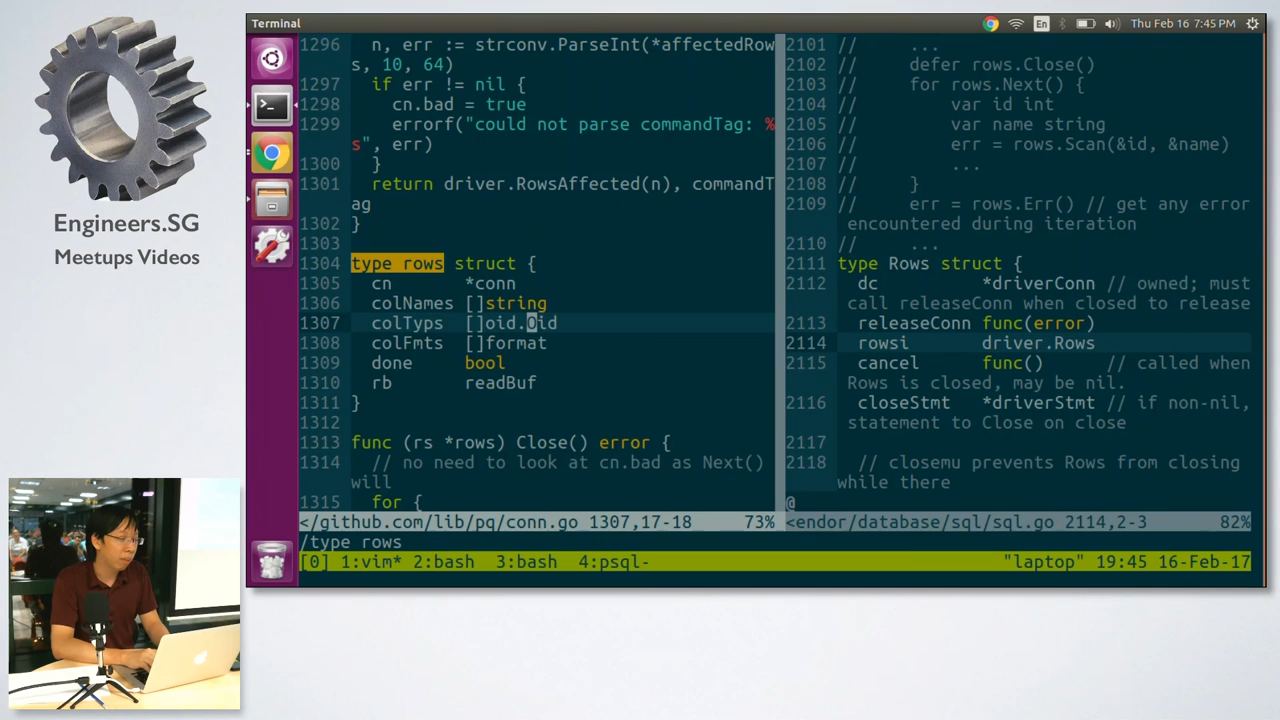 Engineers.SG
Meetups Videos
Terminal
En
Thu Feb 16 7:45 PM
1296 n, err := strconv.ParseInt(*affectedRow
s, 10, 64)
1297 if err != nil {
1298 cn.bad = true
1299 errorf("could not parse commandTag: %
s", err)
1300 }
1301 return driver.RowsAffected(n), commandT
ag
1302 }
1303
1304 type rows struct {
1305 cn *conn
1306 colNames []string
1307 colTyps []oid.Oid
1308 colFmts []format
1309 done bool
1310 rb readBuf
1311 }
1312
1313 func (rs *rows) Close() error {
1314 // no need to look at cn.bad as Next()
will
1315 for {
</github.com/lib/pq/conn.go 1307,17-18 73%
2101 // ...
2102 // defer rows.Close()
2103 // for rows.Next() {
2104 // var id int
2105 // var name string
2106 // err = rows.Scan(&id, &name)
2107 // ...
2108 // }
2109 // err = rows.Err() // get any error
encountered during iteration
2110 // ...
2111 type Rows struct {
2112 dc *driverConn // owned; must
call releaseConn when closed to release
2113 releaseConn func(error)
2114 rowsi driver.Rows
2115 cancel func() // called when
Rows is closed, may be nil.
2116 closeStmt *driverStmt // if non-nil,
statement to Close on close
2117
2118 // closemu prevents Rows from closing
while there
@
<endor/database/sql/sql.go 2114,2-3 82%
/type rows
[0] 1:vim* 2:bash 3:bash 4:psql- "laptop" 19:45 16-Feb-17